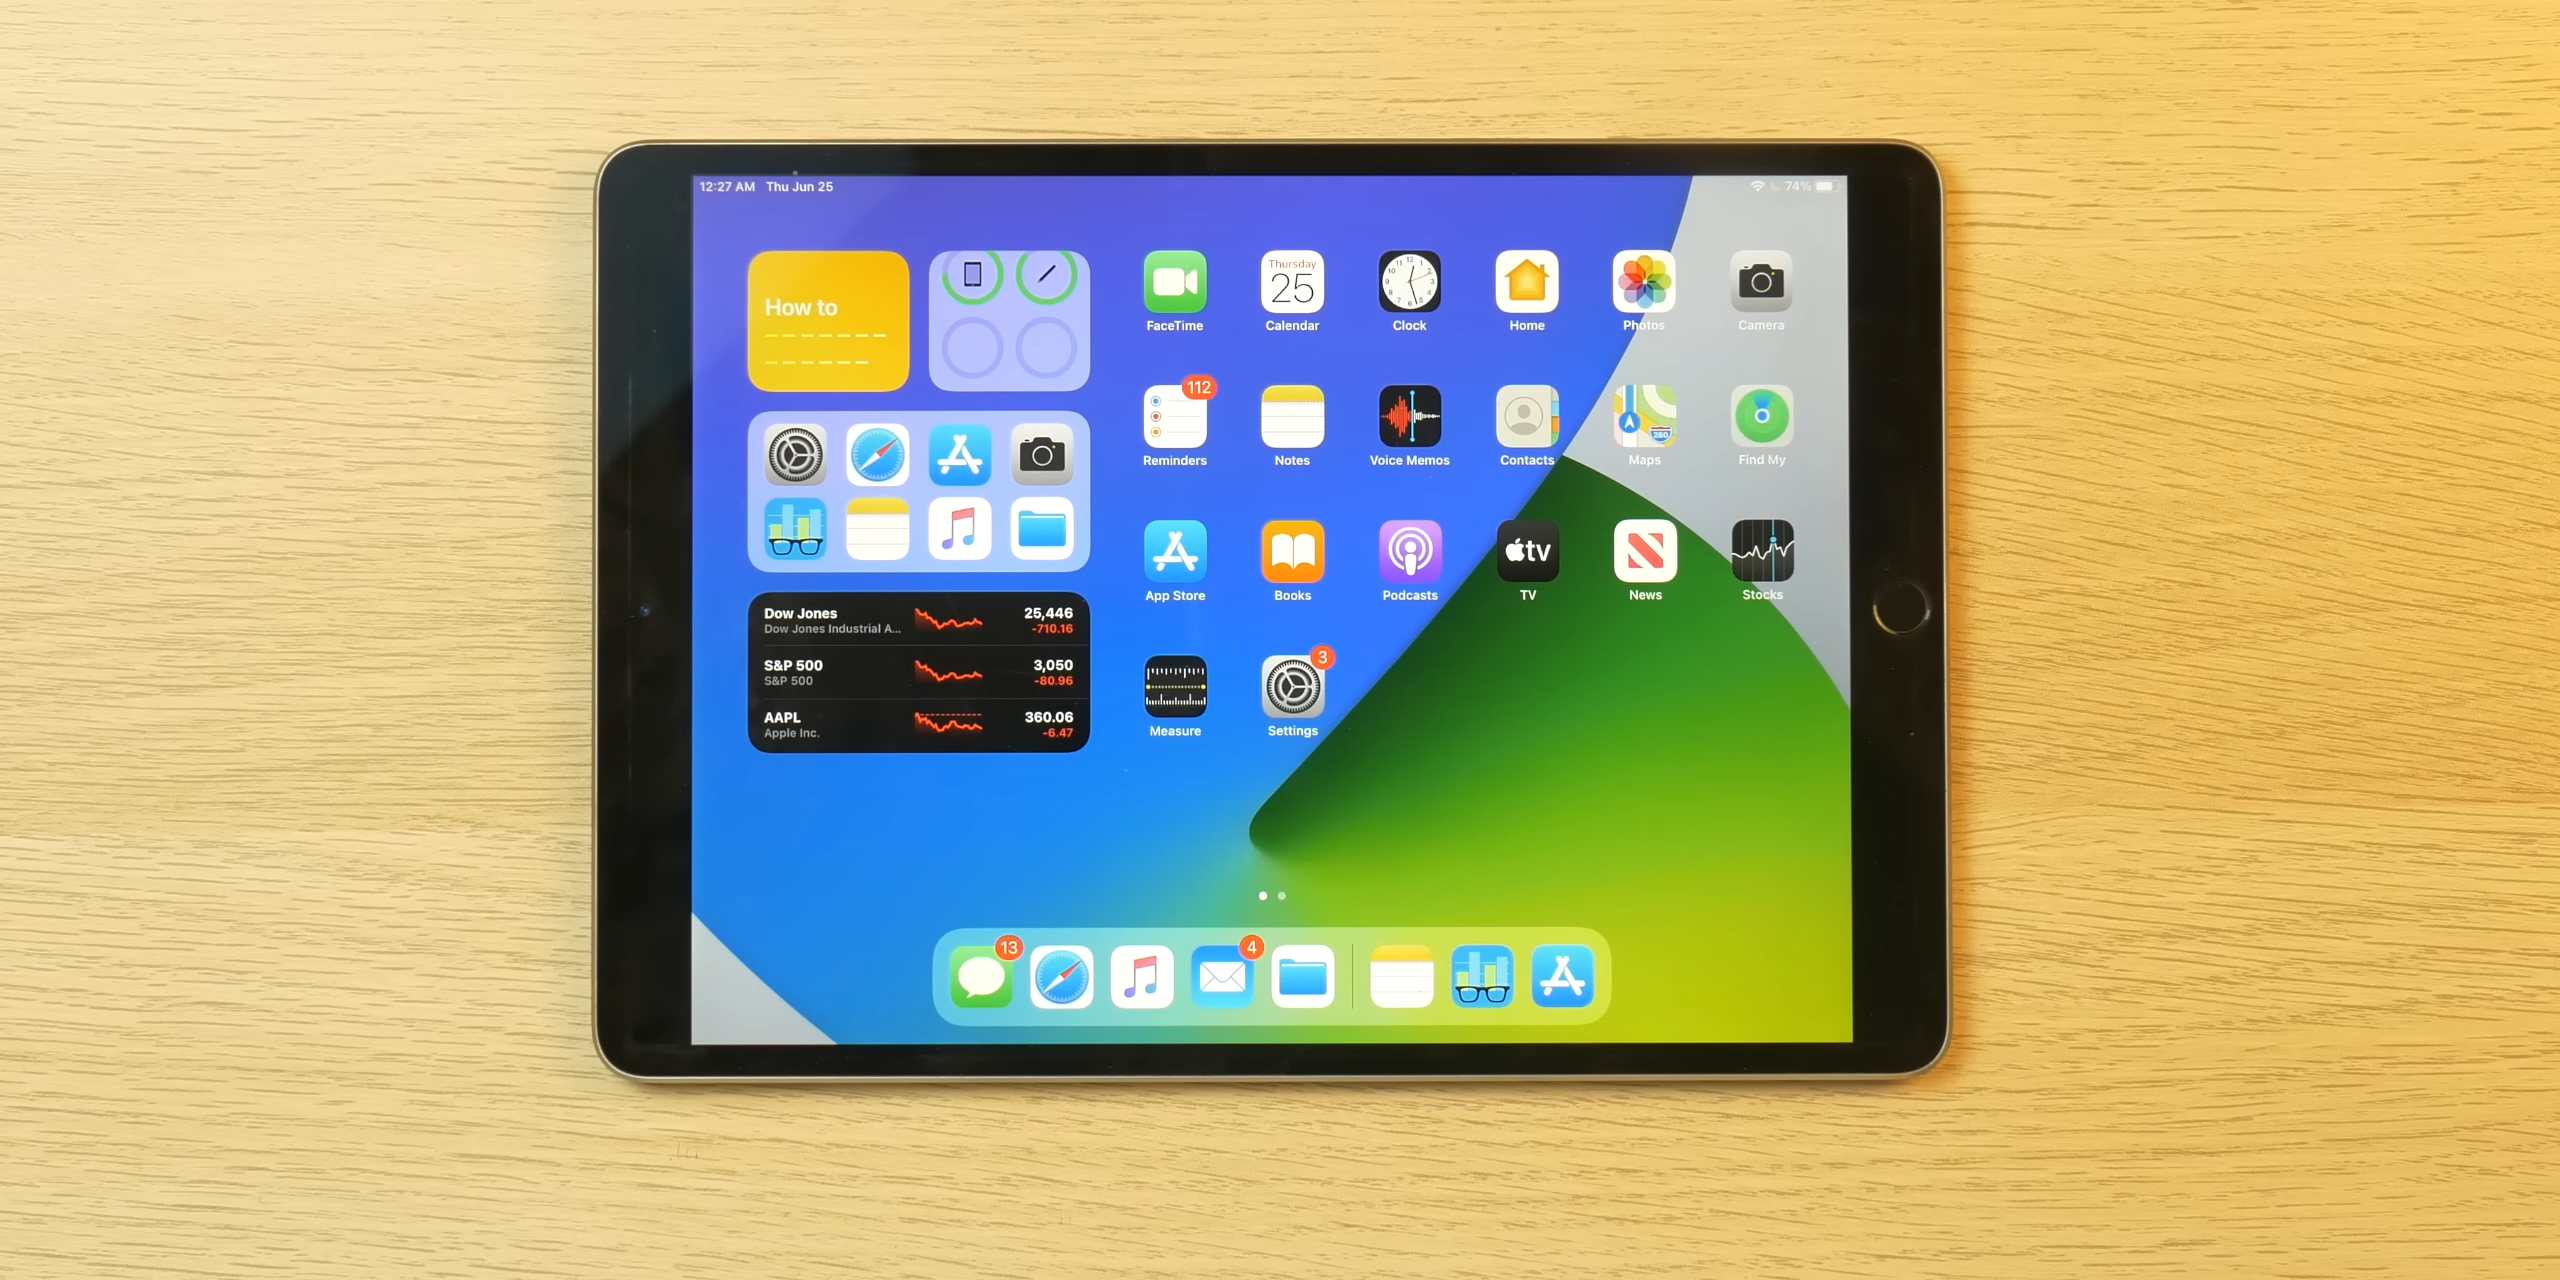 12:27 AM Thu Jun 25
74%
How to
FaceTime
Thursday
25
Calendar
Clock
Home
Photos
Camera
112
Reminders
Notes
Voice Memos
Contacts
280
Maps
Find My
App Store
Books
Podcasts
tv
TV
News
Stocks
Dow Jones 25,446
Dow Jones Industrial A... -710.16
S&P 500 3,050
S&P 500 -80.96
AAPL 360.06
Apple Inc. -6.47
Measure
3
Settings
13
4